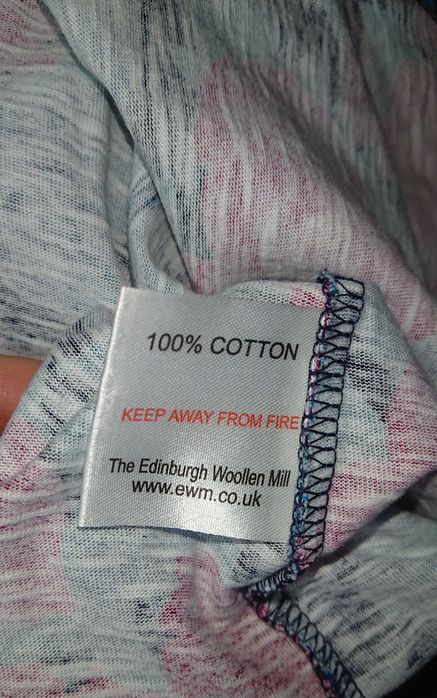 100% COTTON
KEEP AWAY FROM FIRE
The Edinburgh Woollen Mill
www.ewm.co.uk